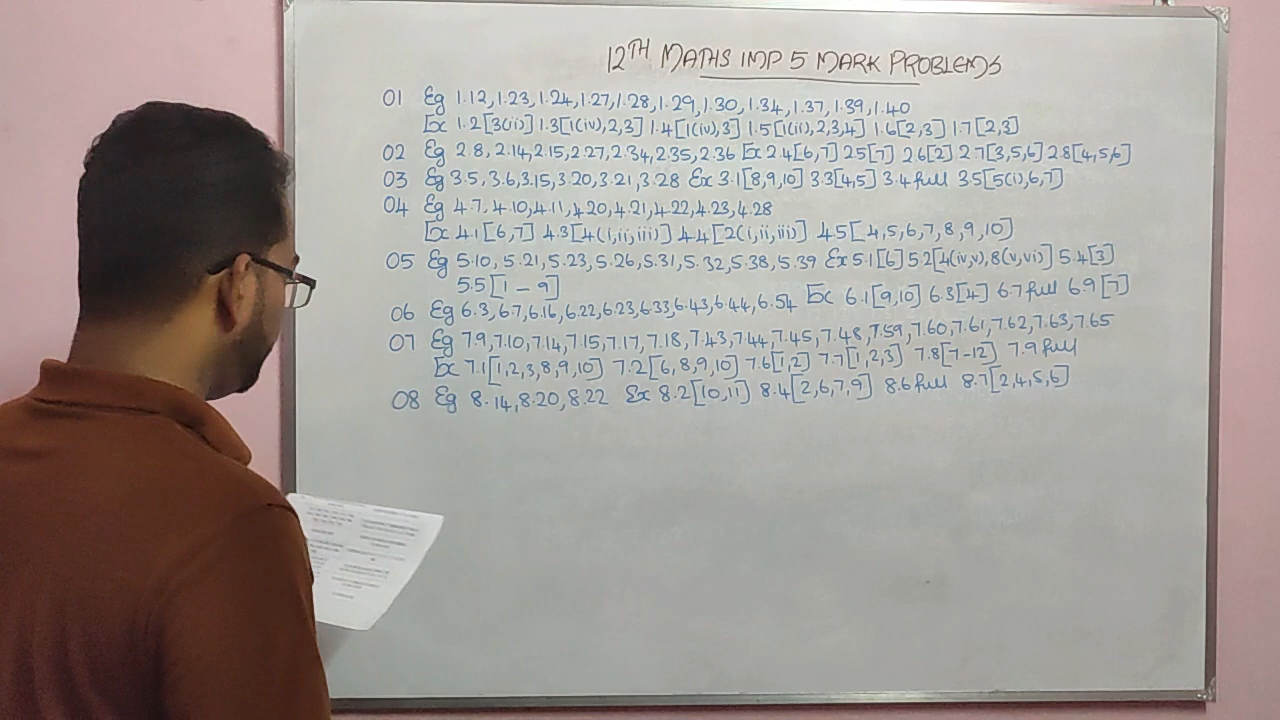 12TH MATHS IMP 5 MARK PROBLEMS
01 Eg 1.12, 1.23, 1.24, 1.27, 1.28, 1.29, 1.30, 1.34, 1.37, 1.39, 1.40
Ex 1.2 [3(ii)] 1.3 [1(iv), 2, 3] 1.4 [1(iv), 3] 1.5 [1(ii), 2, 3, 4] 1.6 [2, 3] 1.7 [2, 3]
02 Eg 2.8, 2.14, 2.15, 2.27, 2.34, 2.35, 2.36 Ex 2.4 [6, 7] 2.5 [7] 2.6 [2] 2.7 [3, 5, 6] 2.8 [4, 5, 6]
03 Eg 3.5, 3.6, 3.15, 3.20, 3.21, 3.28 Ex 3.1 [8, 9, 10] 3.3 [4, 5] 3.4 full 3.5 [5(i), 6, 7]
04 Eg 4.7, 4.10, 4.11, 4.20, 4.21, 4.22, 4.23, 4.28
Ex 4.1 [6, 7] 4.3 [4(i, ii, iii)] 4.4 [2(i, ii, iii)] 4.5 [4, 5, 6, 7, 8, 9, 10]
05 Eg 5.10, 5.21, 5.23, 5.26, 5.31, 5.32, 5.38, 5.39 Ex 5.1 [6] 5.2 [4(iv, v), 8(v, vi)] 5.4 [3]
5.5 [1 - 9]
06 Eg 6.3, 6.7, 6.16, 6.22, 6.23, 6.33, 6.43, 6.44, 6.54 Ex 6.1 [9, 10] 6.3 [4] 6.7 full 6.9 [7]
07 Eg 7.9, 7.10, 7.14, 7.15, 7.17, 7.18, 7.43, 7.44, 7.45, 7.48, 7.59, 7.60, 7.61, 7.62, 7.63, 7.65
Ex 7.1 [1, 2, 3, 8, 9, 10] 7.2 [6, 8, 9, 10] 7.6 [1, 2] 7.7 [1, 2, 3] 7.8 [7-12] 7.9 full
08 Eg 8.14, 8.20, 8.22 Ex 8.2 [10, 11] 8.4 [2, 6, 7, 9] 8.6 full 8.7 [2, 4, 5, 6]